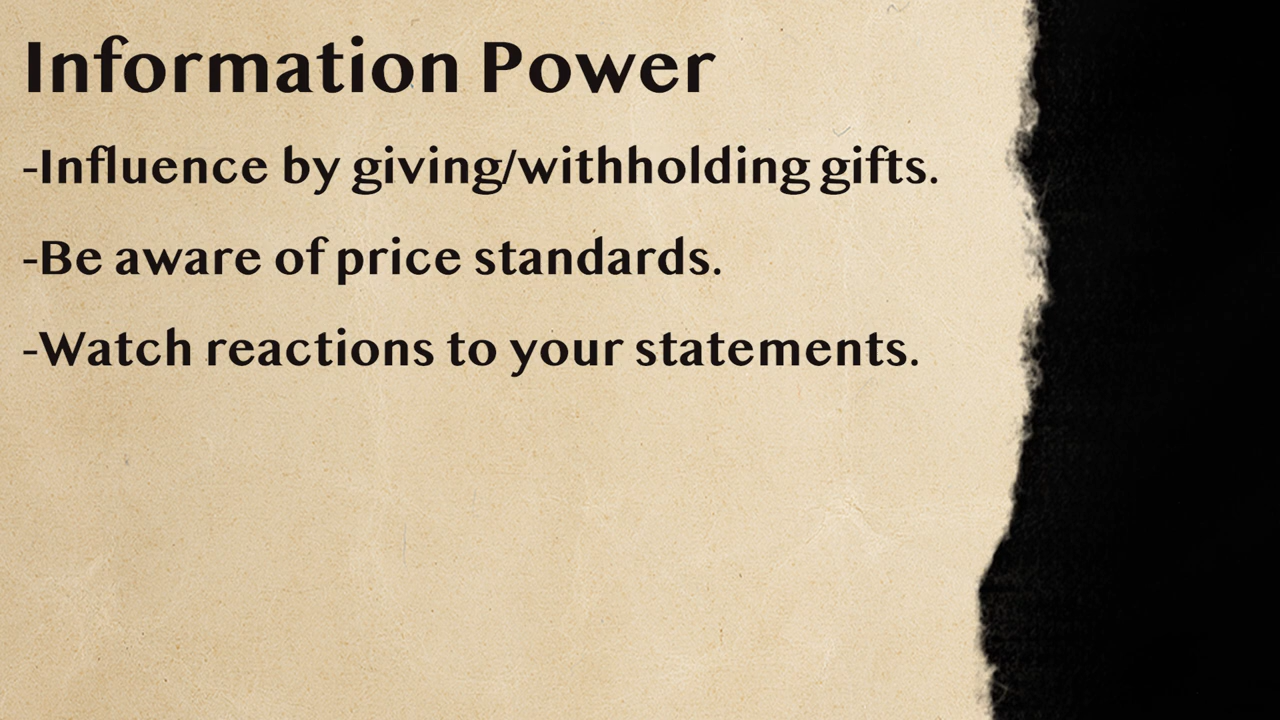 Information Power
-Influence by giving/withholding gifts.
-Be aware of price standards.
-Watch reactions to your statements.